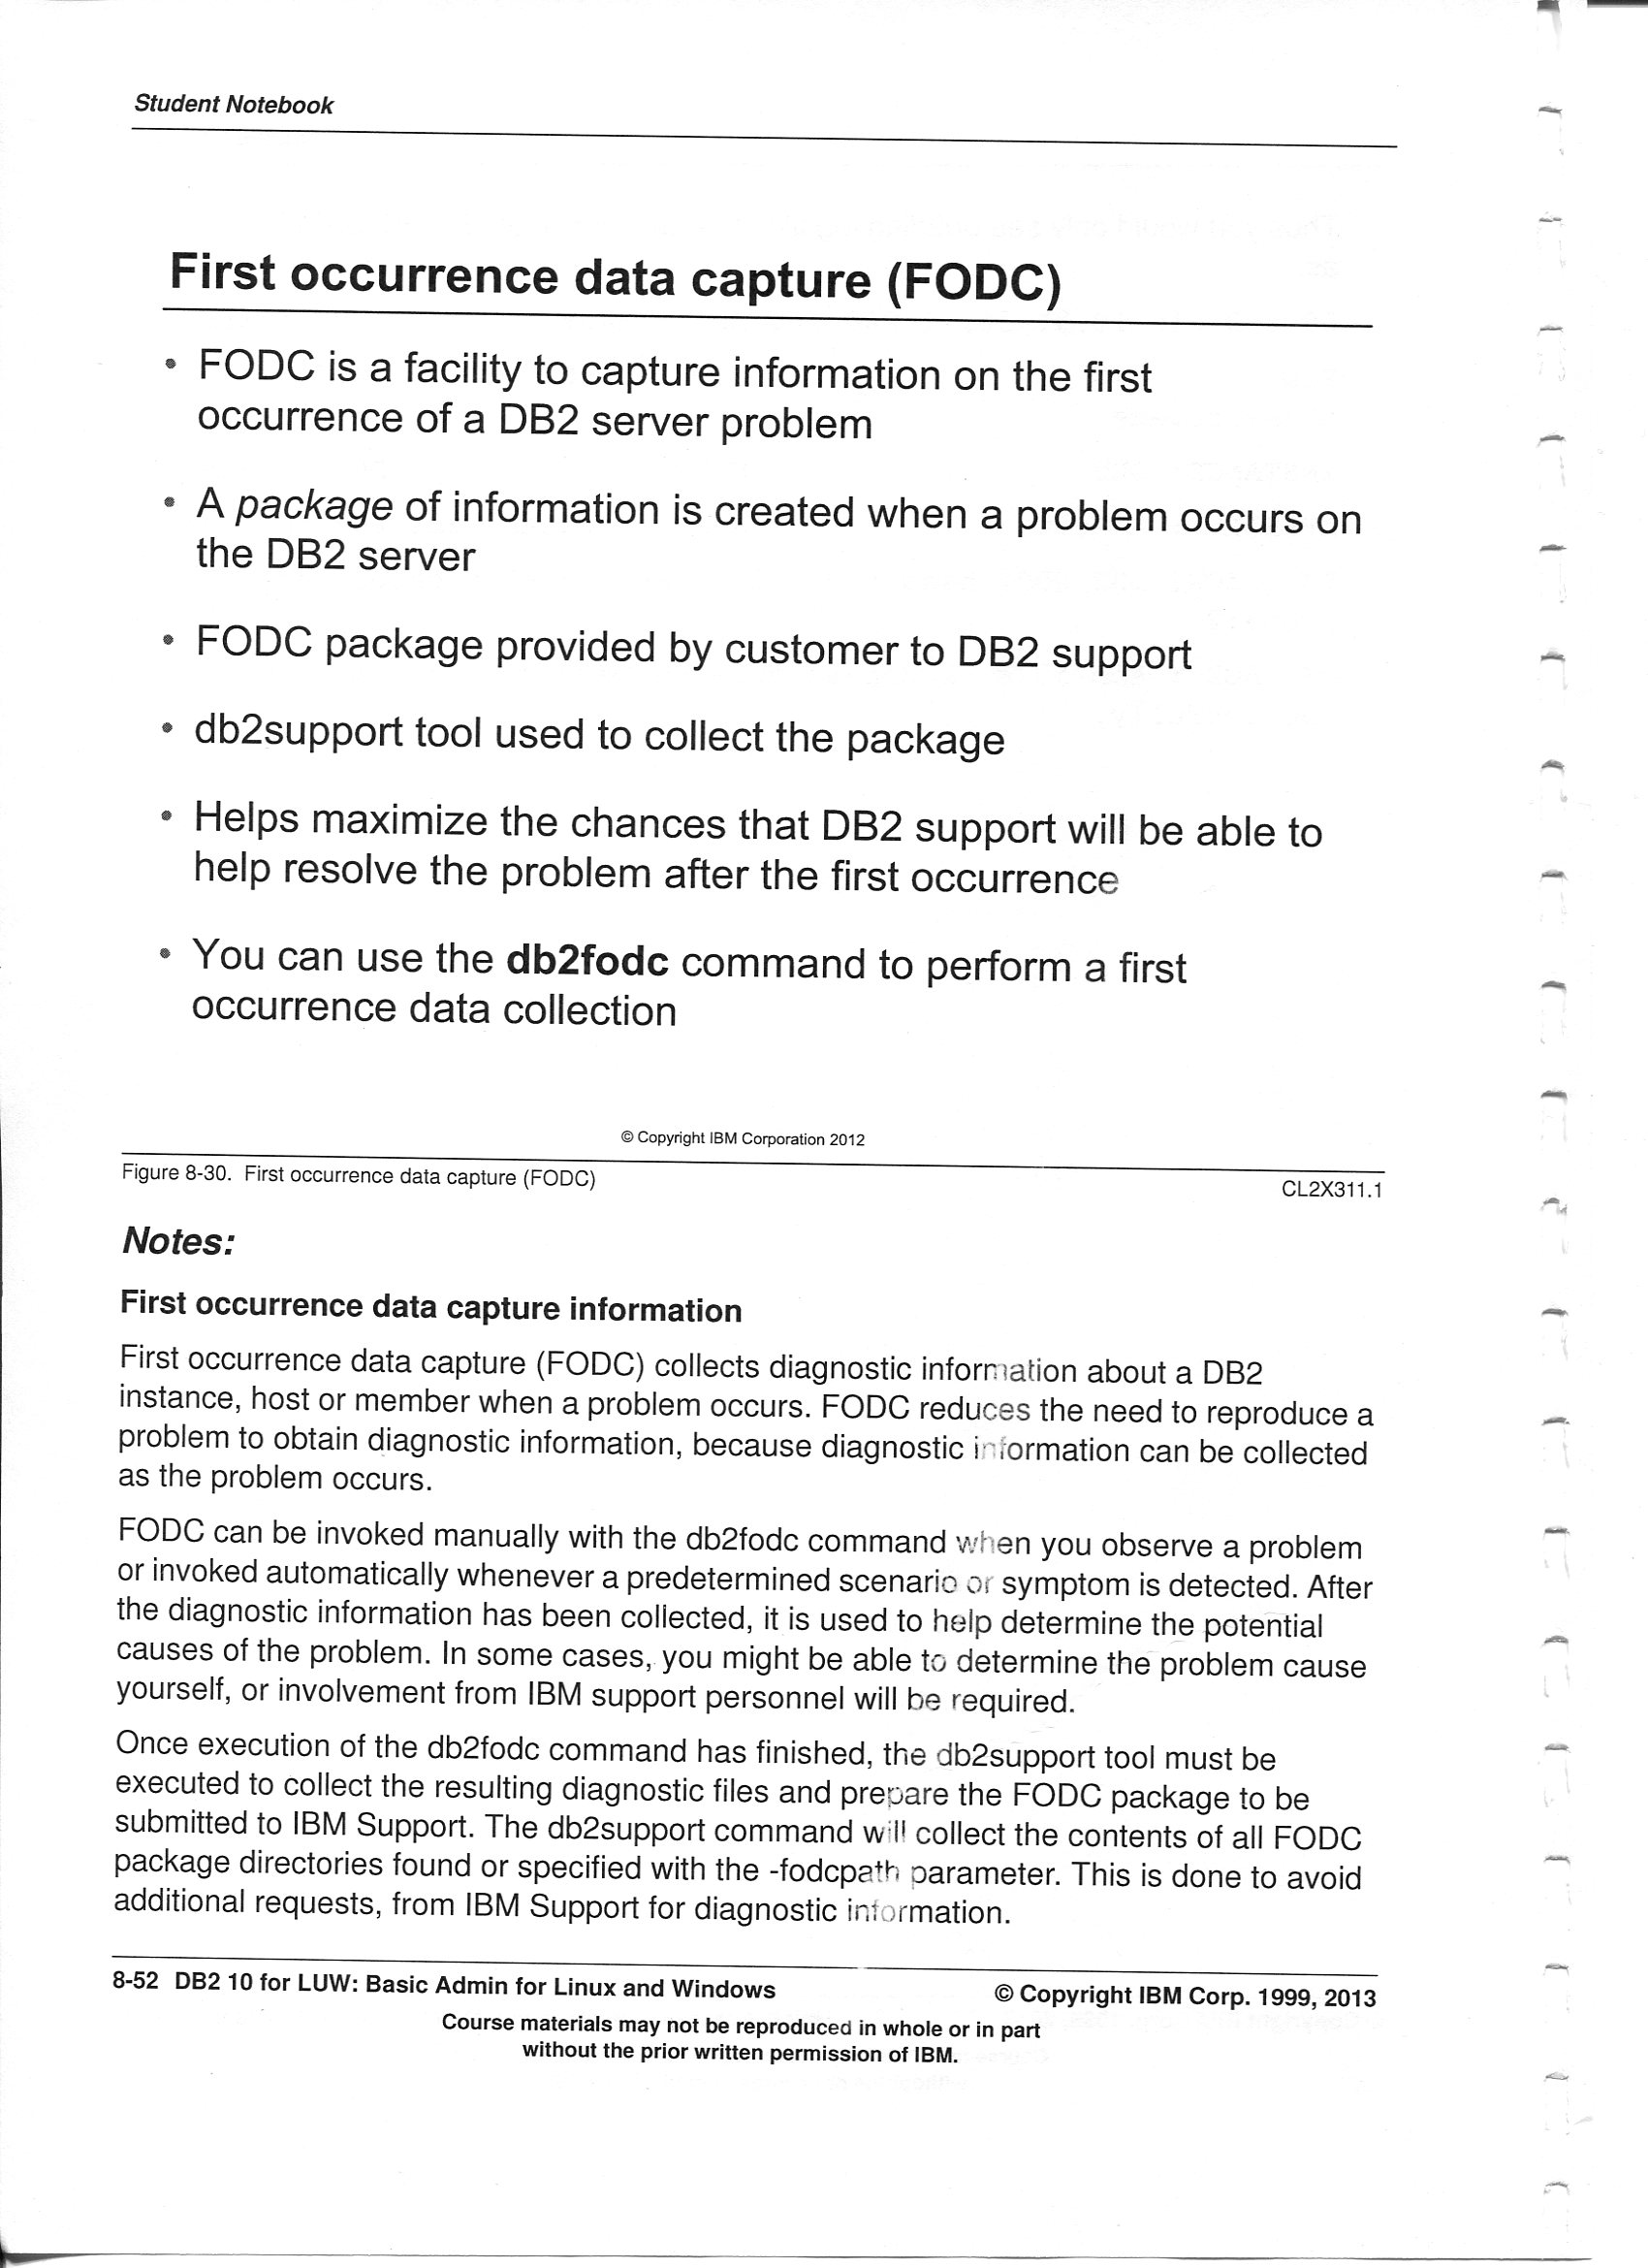 Student Notebook
First occurrence data capture (FODC)
• FODC is a facility to capture information on the first
occurrence of a DB2 server problem
• A package of information is created when a problem occurs on
the DB2 server
• FODC package provided by customer to DB2 support
• db2support tool used to collect the package
• Helps maximize the chances that DB2 support will be able to
help resolve the problem after the first occurrence
• You can use the db2fodc command to perform a first
occurrence data collection
© Copyright IBM Corporation 2012
Figure 8-30. First occurrence data capture (FODC)
CL2X311.1
Notes:
First occurrence data capture information
First occurrence data capture (FODC) collects diagnostic information about a DB2
instance, host or member when a problem occurs. FODC reduces the need to reproduce a
problem to obtain diagnostic information, because diagnostic information can be collected
as the problem occurs.
FODC can be invoked manually with the db2fodc command when you observe a problem
or invoked automatically whenever a predetermined scenario or symptom is detected. After
the diagnostic information has been collected, it is used to help determine the potential
causes of the problem. In some cases, you might be able to determine the problem cause
yourself, or involvement from IBM support personnel will be required.
Once execution of the db2fodc command has finished, the db2support tool must be
executed to collect the resulting diagnostic files and prepare the FODC package to be
submitted to IBM Support. The db2support command will collect the contents of all FODC
package directories found or specified with the -fodcpath parameter. This is done to avoid
additional requests, from IBM Support for diagnostic information.
8-52 DB2 10 for LUW: Basic Admin for Linux and Windows
© Copyright IBM Corp. 1999, 2013
Course materials may not be reproduced in whole or in part
without the prior written permission of IBM.